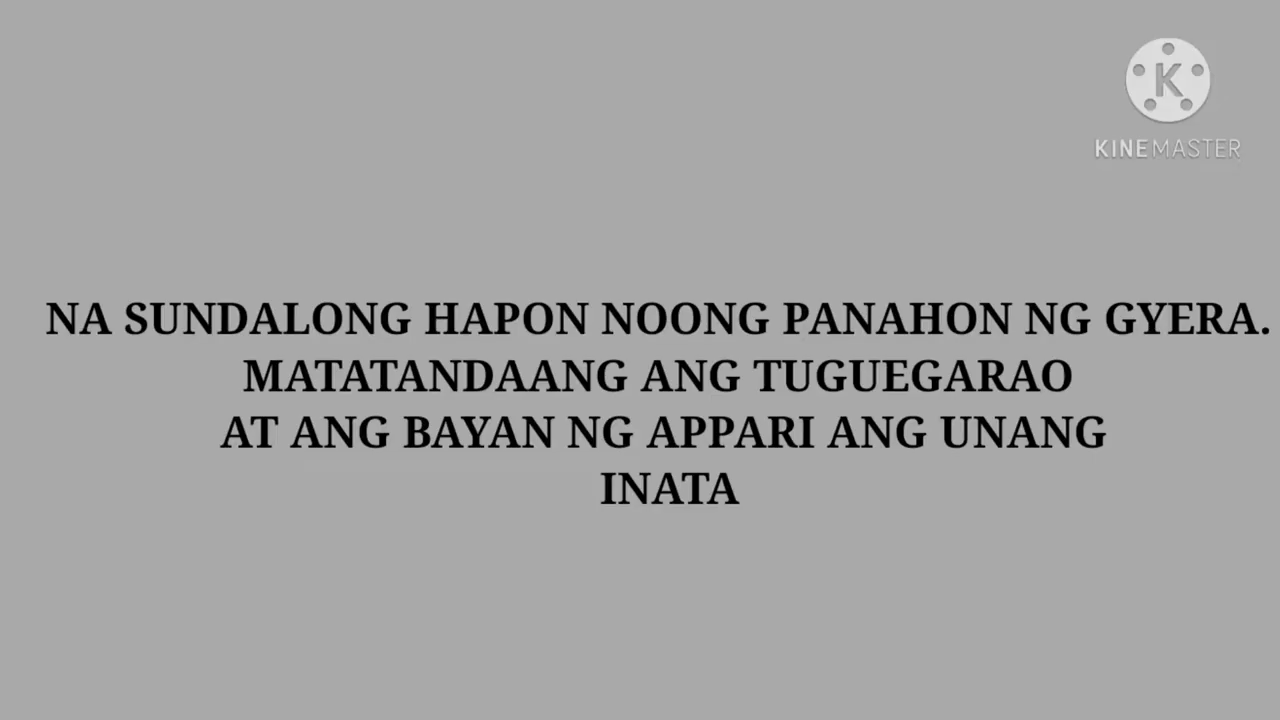 K
KINEMASTER
NA SUNDALONG HAPON NOONG PANAHON NG GYERA.
MATATANDAANG ANG TUGUEGARAO
AT ANG BAYAN NG APPARI ANG UNANG
INATA